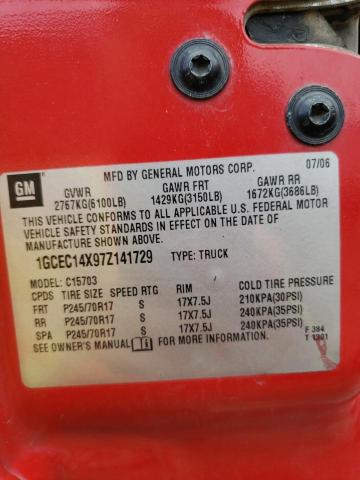 MFD BY GENERAL MOTORS CORP. 07/06
GM
GVWR GAWR FRT GAWR RR
2767KG(6100LB) 1429KG(3150LB) 1672KG(3686LB)
THIS VEHICLE CONFORMS TO ALL APPLICABLE U.S. FEDERAL MOTOR
VEHICLE SAFETY STANDARDS IN EFFECT ON THE DATE OF
MANUFACTURE SHOWN ABOVE.
1GCEC14X97Z141729 TYPE: TRUCK
MODEL: C15703
CPDS TIRE SIZE SPEED RTG RIM COLD TIRE PRESSURE
FRT P245/70R17 S 17X7.5J 210KPA(30PSI)
RR P245/70R17 S 17X7.5J 240KPA(35PSI)
SPA P245/70R17 S 17X7.5J 240KPA(35PSI)
SEE OWNER'S MANUAL FOR MORE INFORMATION
F 384
T 1301